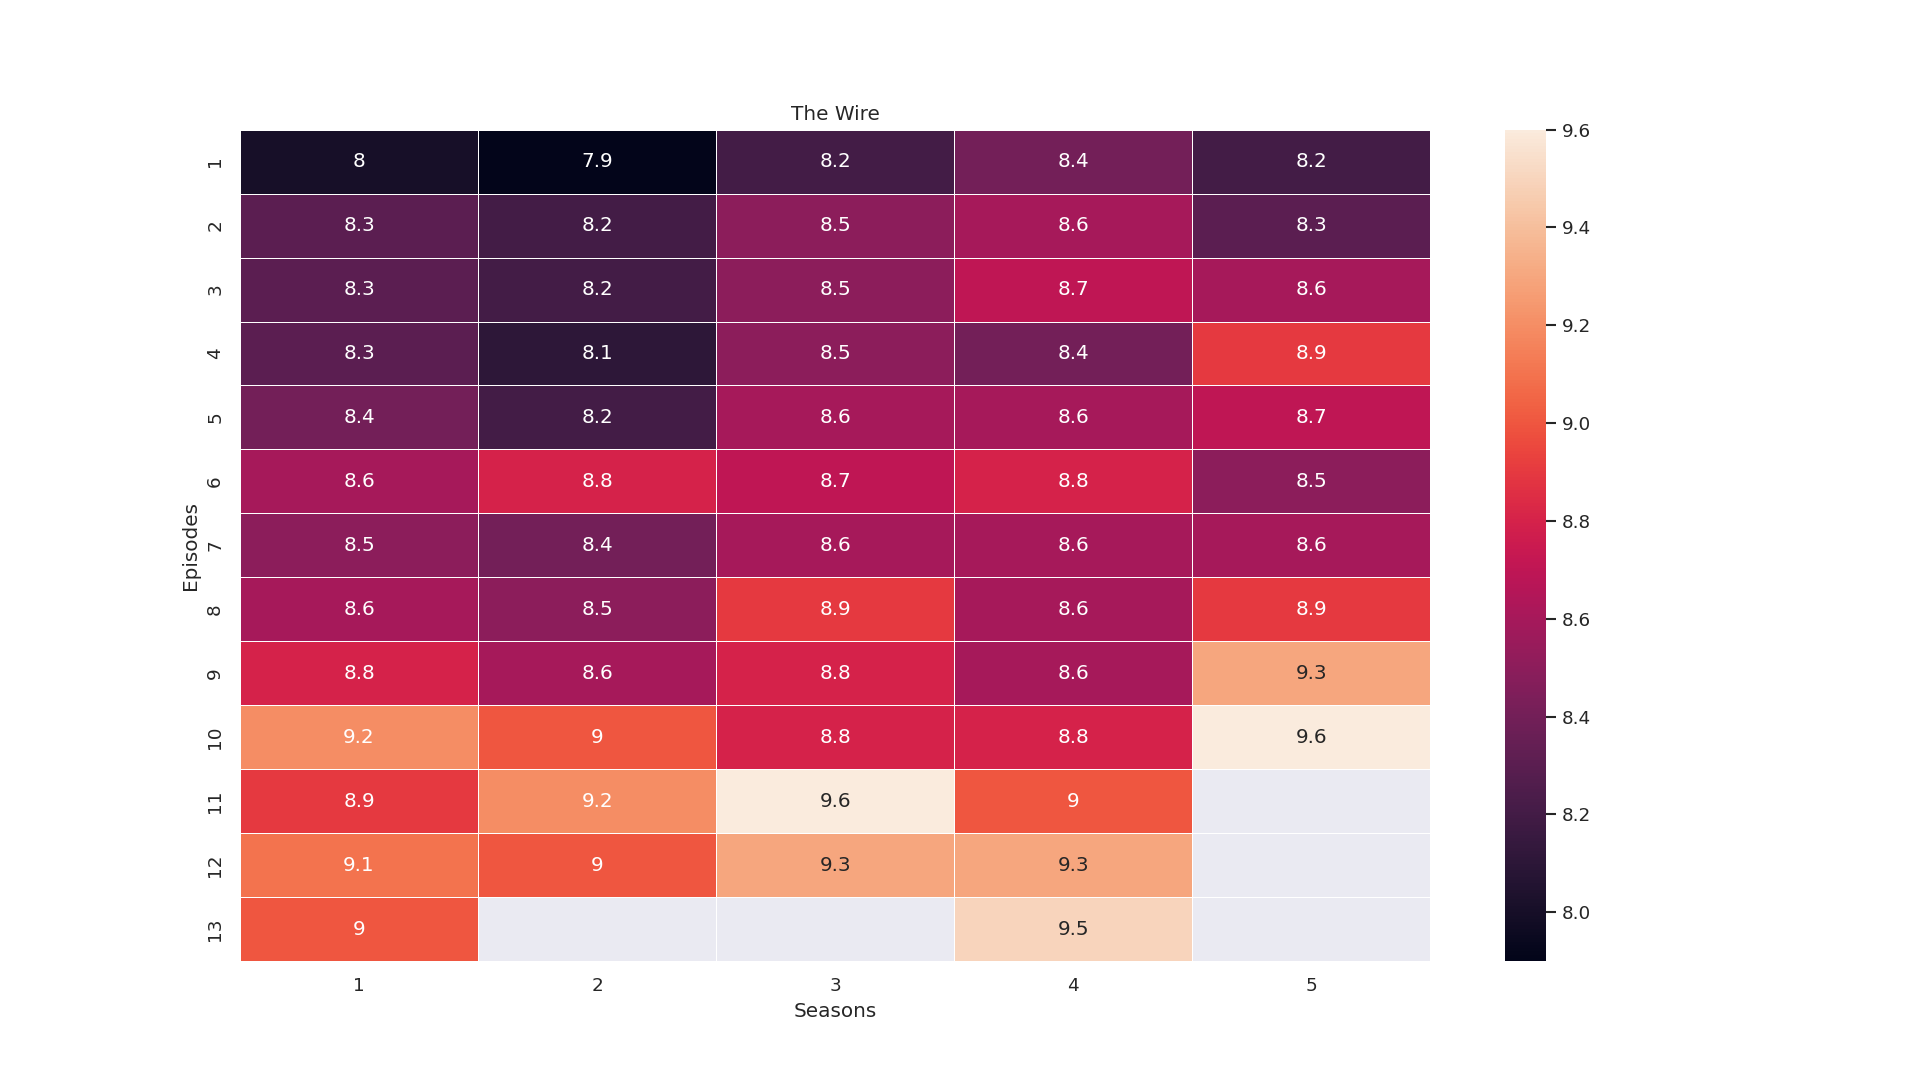 The Wire
1 8 7.9 8.2 8.4 8.2
2 8.3 8.2 8.5 8.6 8.3
3 8.3 8.2 8.5 8.7 8.6
4 8.3 8.1 8.5 8.4 8.9
5 8.4 8.2 8.6 8.6 8.7
6 8.6 8.8 8.7 8.8 8.5
7 8.5 8.4 8.6 8.6 8.6
8 8.6 8.5 8.9 8.6 8.9
9 8.8 8.6 8.8 8.6 9.3
10 9.2 9 8.8 8.8 9.6
11 8.9 9.2 9.6 9
12 9.1 9 9.3 9.3
13 9 9.5
Episodes
1 2 3 4 5
Seasons
9.6
9.4
9.2
9.0
8.8
8.6
8.4
8.2
8.0